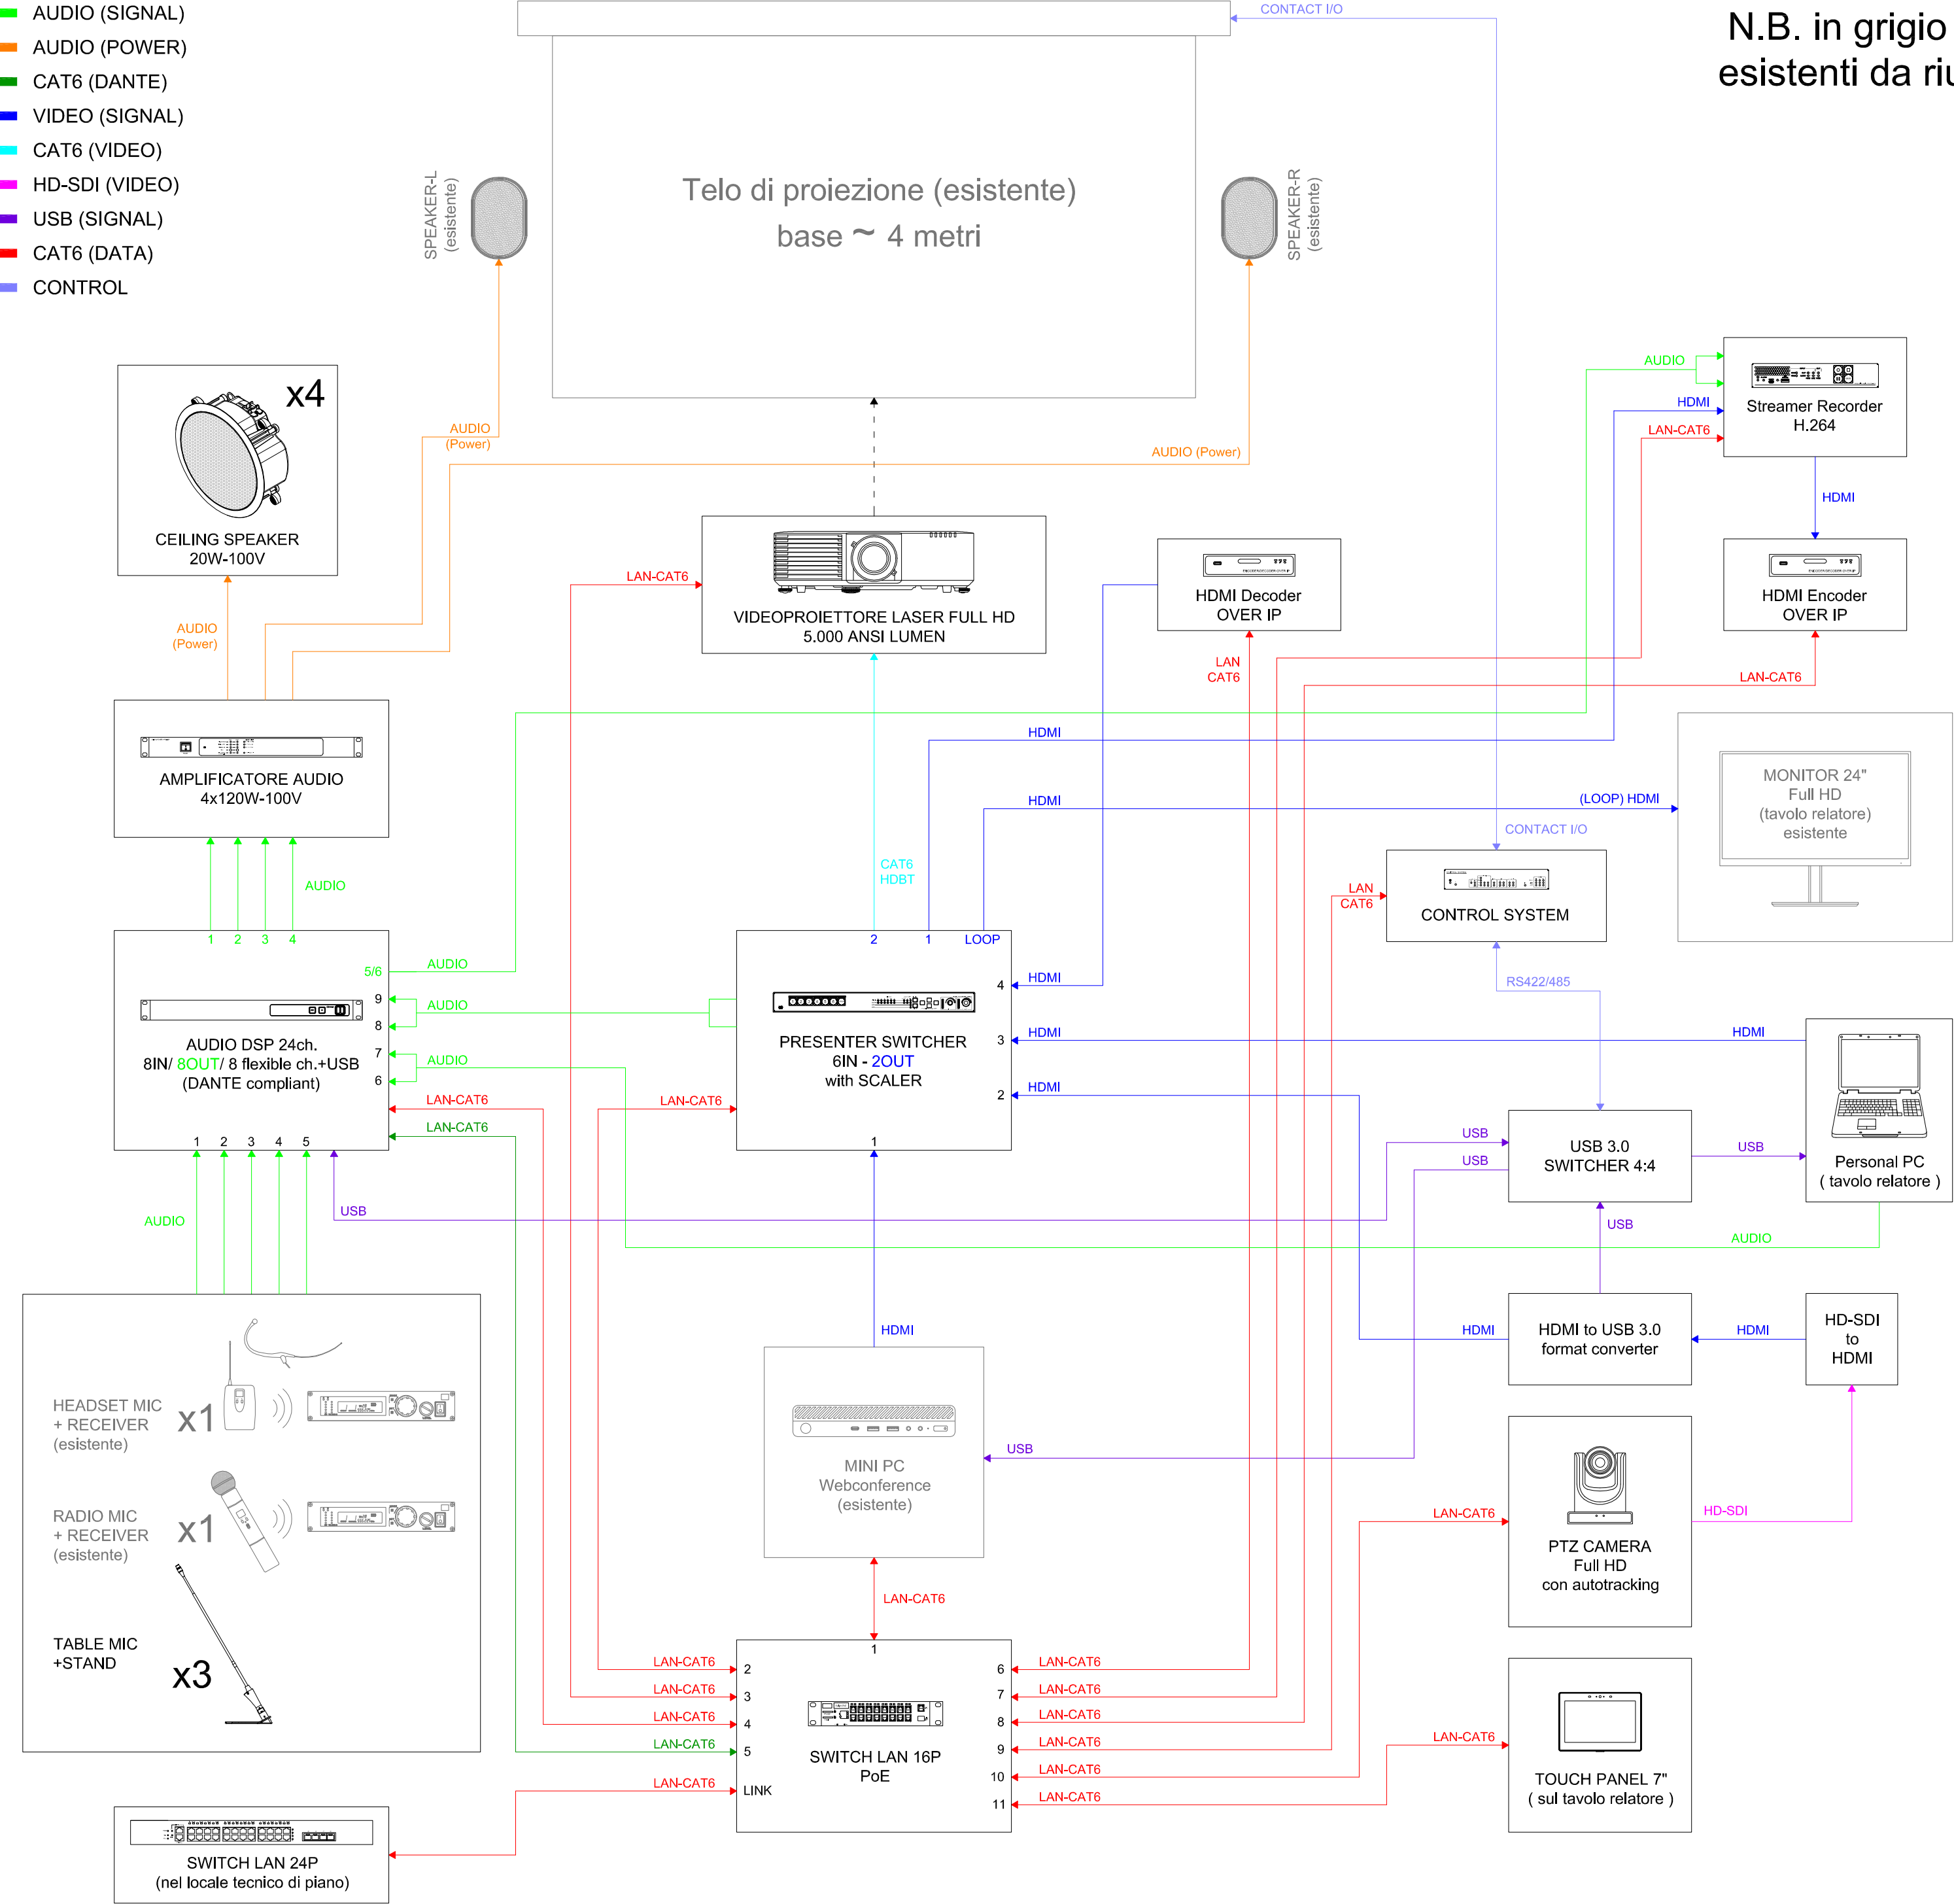 AUDIO (SIGNAL)
AUDIO (POWER)
CAT6 (DANTE)
VIDEO (SIGNAL)
CAT6 (VIDEO)
HD-SDI (VIDEO)
USB (SIGNAL)
CAT6 (DATA)
CONTROL
CONTACT I/O
N.B. in grigio
esistenti da riu
SPEAKER-L
(esistente)
Telo di proiezione (esistente)
base ~ 4 metri
SPEAKER-R
(esistente)
x4
CEILING SPEAKER
20W-100V
AUDIO
(Power)
AUDIO (Power)
AUDIO
HDMI
LAN-CAT6
Streamer Recorder
H.264
HDMI
LAN-CAT6
VIDEOPROIETTORE LASER FULL HD
5.000 ANSI LUMEN
HDMI Decoder
OVER IP
HDMI Encoder
OVER IP
AUDIO
(Power)
LAN
CAT6
LAN-CAT6
AMPLIFICATORE AUDIO
4x120W-100V
HDMI
HDMI
(LOOP) HDMI
MONITOR 24"
Full HD
(tavolo relatore)
esistente
CONTACT I/O
CAT6
HDBT
AUDIO
LAN
CAT6
CONTROL SYSTEM
1 2 3 4
2 1 LOOP
5/6
AUDIO
9
AUDIO
8
7
AUDIO
6
AUDIO DSP 24ch.
8IN/ 8OUT/ 8 flexible ch.+USB
(DANTE compliant)
LAN-CAT6
LAN-CAT6
1 2 3 4 5
LAN-CAT6
PRESENTER SWITCHER
6IN - 2OUT
with SCALER
4
HDMI
3
HDMI
2
HDMI
1
RS422/485
HDMI
USB
USB
USB 3.0
SWITCHER 4:4
USB
Personal PC
( tavolo relatore )
AUDIO
USB
USB
AUDIO
HDMI
HDMI
HDMI to USB 3.0
format converter
HDMI
HD-SDI
to
HDMI
HEADSET MIC
+ RECEIVER
(esistente)
x1
RADIO MIC
+ RECEIVER
(esistente)
x1
TABLE MIC
+STAND
x3
MINI PC
Webconference
(esistente)
USB
LAN-CAT6
LAN-CAT6
PTZ CAMERA
Full HD
con autotracking
HD-SDI
1
LAN-CAT6
2
LAN-CAT6
3
LAN-CAT6
4
LAN-CAT6
5
LAN-CAT6
LINK
SWITCH LAN 16P
PoE
6
LAN-CAT6
7
LAN-CAT6
8
LAN-CAT6
9
LAN-CAT6
10
LAN-CAT6
11
LAN-CAT6
LAN-CAT6
TOUCH PANEL 7"
( sul tavolo relatore )
SWITCH LAN 24P
(nel locale tecnico di piano)